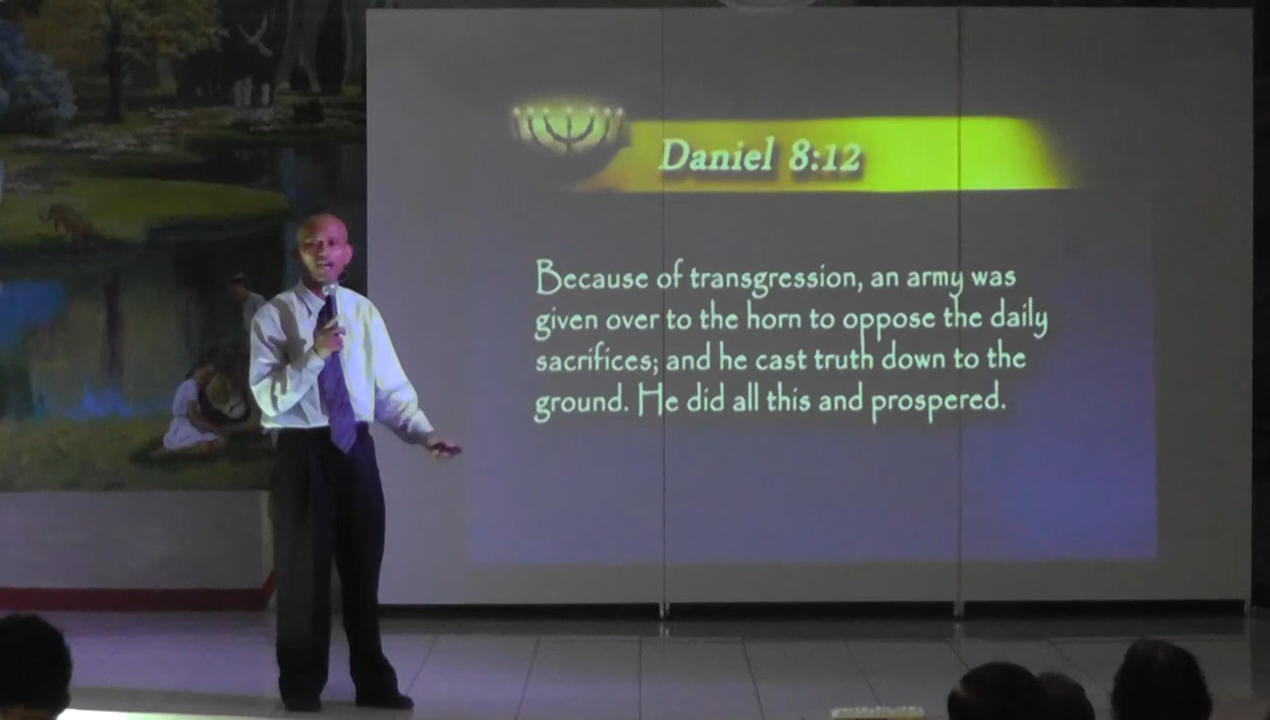 Daniel 8:12
Because of transgression, an army was
given over to the horn to oppose the daily
sacrifices; and he cast truth down to the
ground. He did all this and prospered.